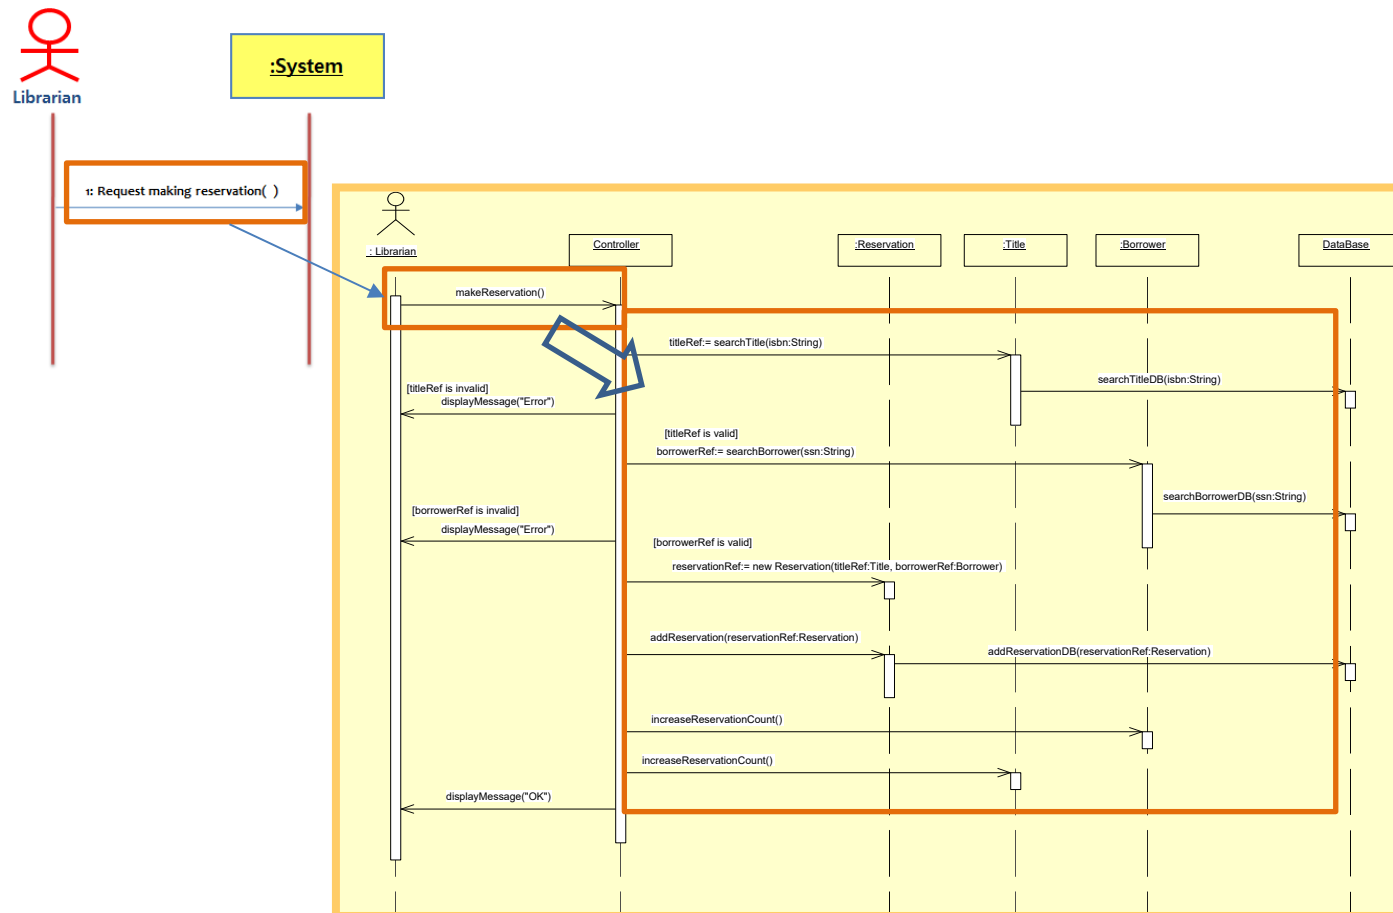 Librarian
:System
1: Request making reservation( )
: Librarian
Controller
:Reservation
:Title
:Borrower
DataBase
makeReservation()
titleRef:= searchTitle(isbn:String)
searchTitleDB(isbn:String)
[titleRef is invalid]
displayMessage("Error")
[titleRef is valid]
borrowerRef:= searchBorrower(ssn:String)
searchBorrowerDB(ssn:String)
[borrowerRef is invalid]
displayMessage("Error")
[borrowerRef is valid]
reservationRef:= new Reservation(titleRef:Title, borrowerRef:Borrower)
addReservation(reservationRef:Reservation)
addReservationDB(reservationRef:Reservation)
increaseReservationCount()
increaseReservationCount()
displayMessage("OK")